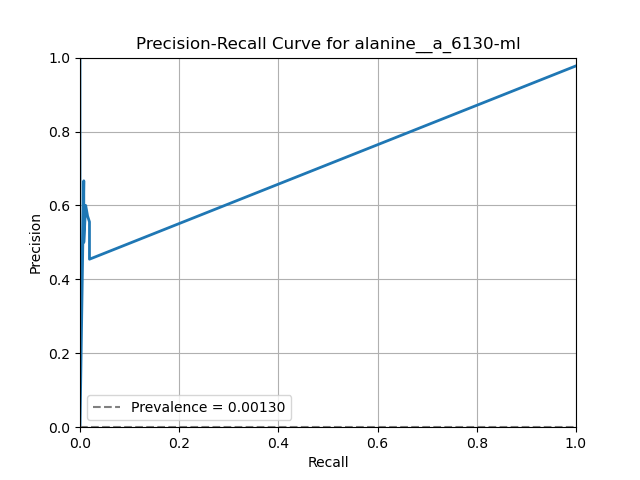 Precision-Recall Curve for alanine__a_6130-ml
1.0
0.8
0.6
0.4
0.2
0.0
Precision
Prevalence = 0.00130
0.0 0.2 0.4 0.6 0.8 1.0
Recall